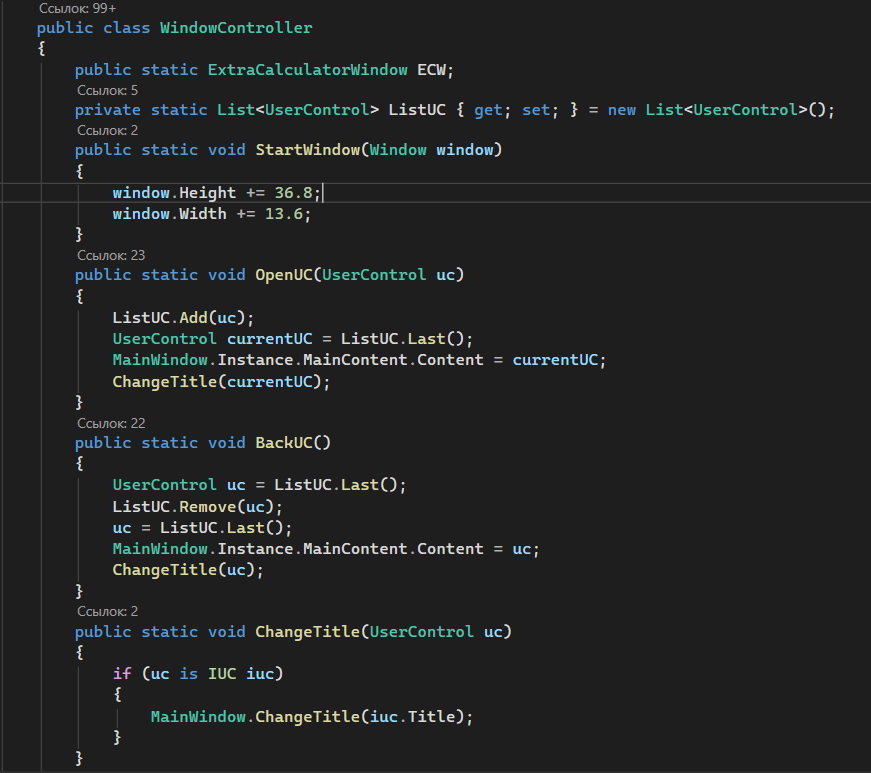 Ссылок: 99+
public class WindowController
{
public static ExtraCalculatorWindow ECW;
Ссылок: 5
private static List<UserControl> ListUC { get; set; } = new List<UserControl>();
Ссылок: 2
public static void StartWindow(Window window)
{
window.Height += 36.8;
window.Width += 13.6;
}
Ссылок: 23
public static void OpenUC(UserControl uc)
{
ListUC.Add(uc);
UserControl currentUC = ListUC.Last();
MainWindow.Instance.MainContent.Content = currentUC;
ChangeTitle(currentUC);
}
Ссылок: 22
public static void BackUC()
{
UserControl uc = ListUC.Last();
ListUC.Remove(uc);
uc = ListUC.Last();
MainWindow.Instance.MainContent.Content = uc;
ChangeTitle(uc);
}
Ссылок: 2
public static void ChangeTitle(UserControl uc)
{
if (uc is IUC iuc)
{
MainWindow.ChangeTitle(iuc.Title);
}
}